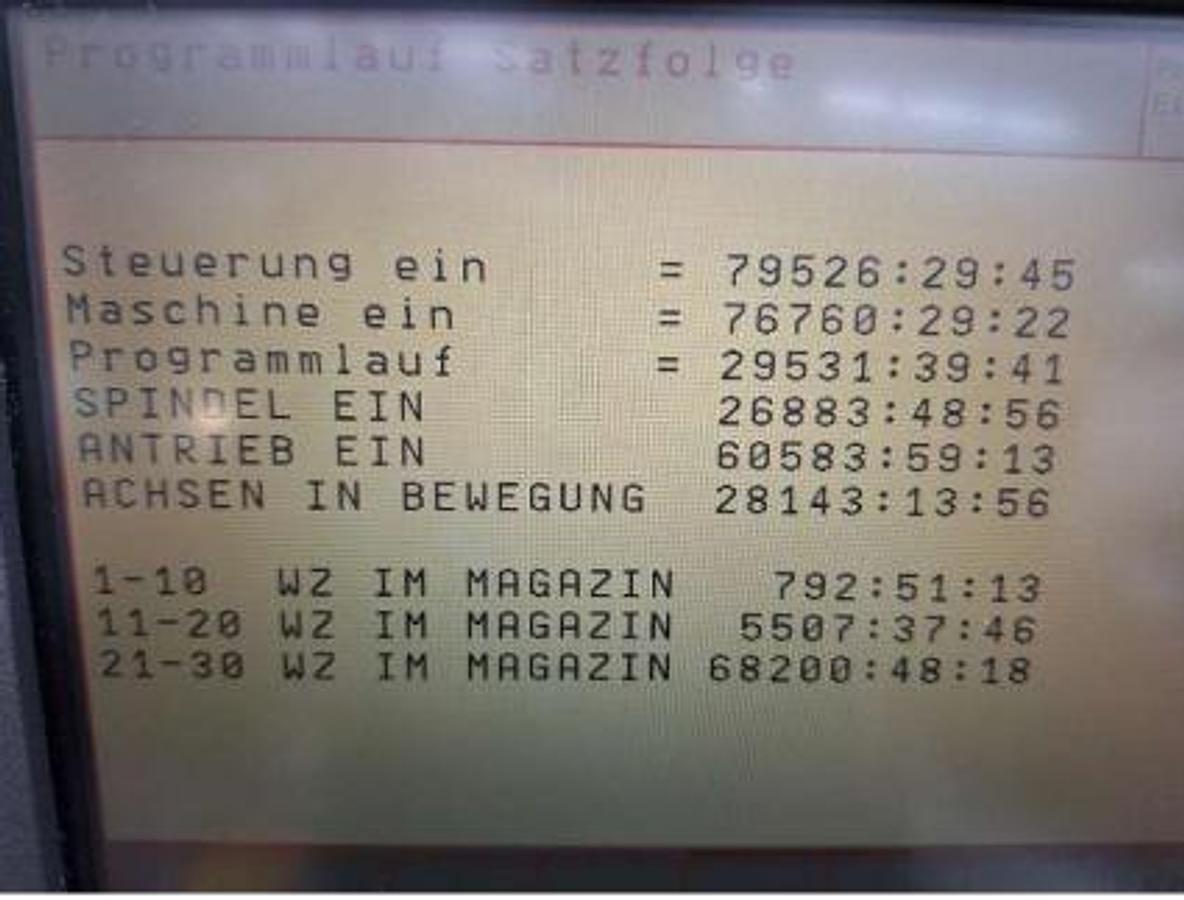 Programmlauf Satzfolge
Steuerung ein = 79526:29:45
Maschine ein = 76760:29:22
Programmlauf = 29531:39:41
SPINDEL EIN 26883:48:56
ANTRIEB EIN 60583:59:13
ACHSEN IN BEWEGUNG 28143:13:56
1-10 WZ IM MAGAZIN 792:51:13
11-20 WZ IM MAGAZIN 5507:37:46
21-30 WZ IM MAGAZIN 68200:48:18